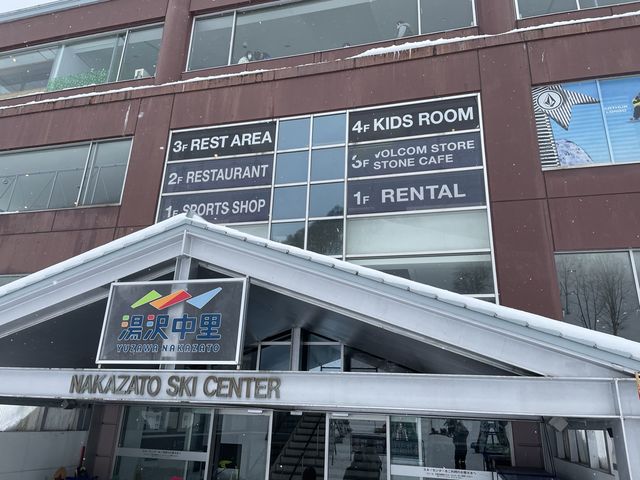 3F REST AREA
2F RESTAURANT
1F SPORTS SHOP
4F KIDS ROOM
3F VOLCOM STORE
STONE CAFE
1F RENTAL
湯沢中里
YUZAWA NAKAZATO
NAKAZATO SKI CENTER